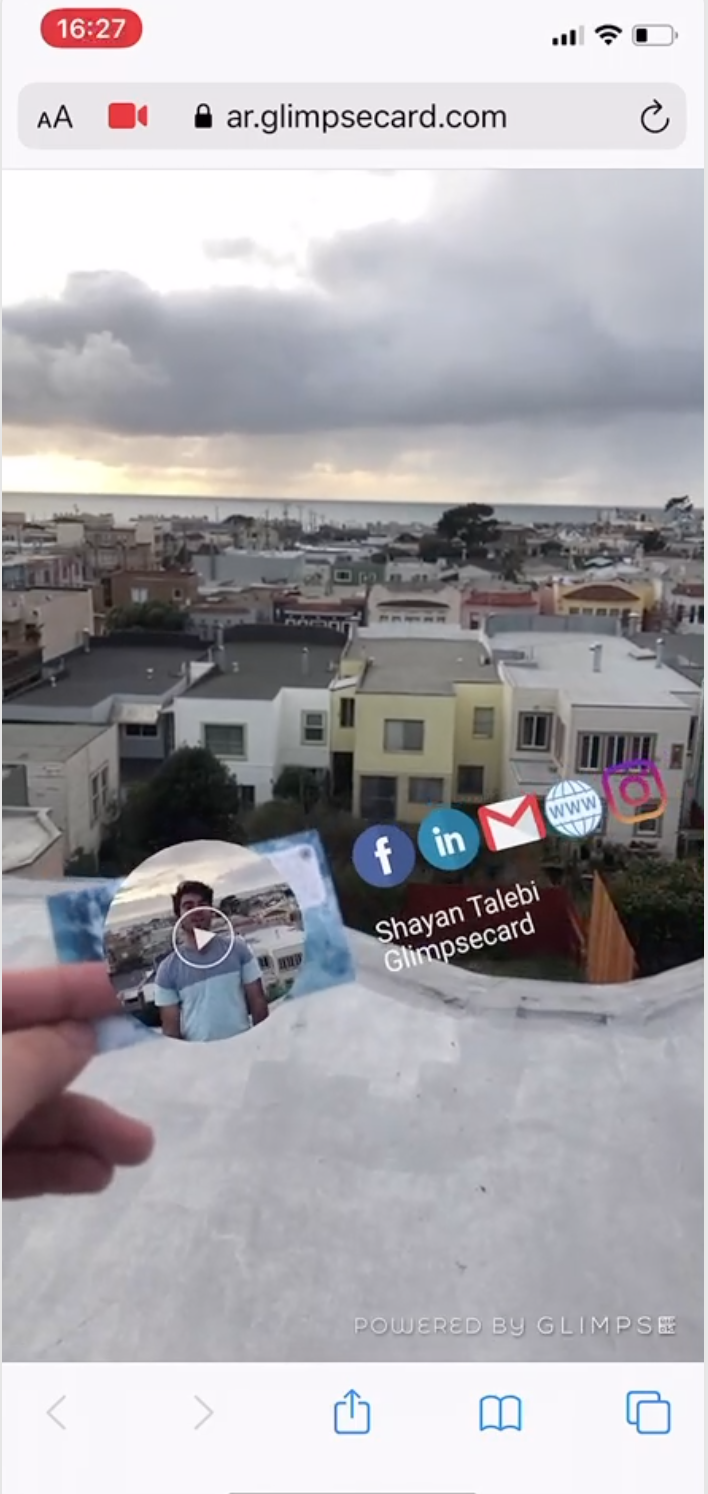 16:27
AA ar.glimpsecard.com
f in M WWW
Shayan Talebi
Glimpsecard
POWERED BY GLIMPSE